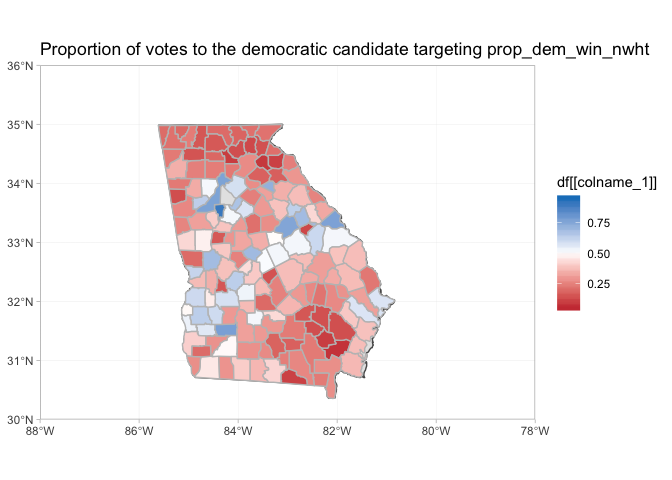 Proportion of votes to the democratic candidate targeting prop_dem_win_nwht
36°N
35°N
34°N
33°N
32°N
31°N
30°N
88°W 86°W 84°W 82°W 80°W 78°W
df[[colname_1]]
0.75
0.50
0.25